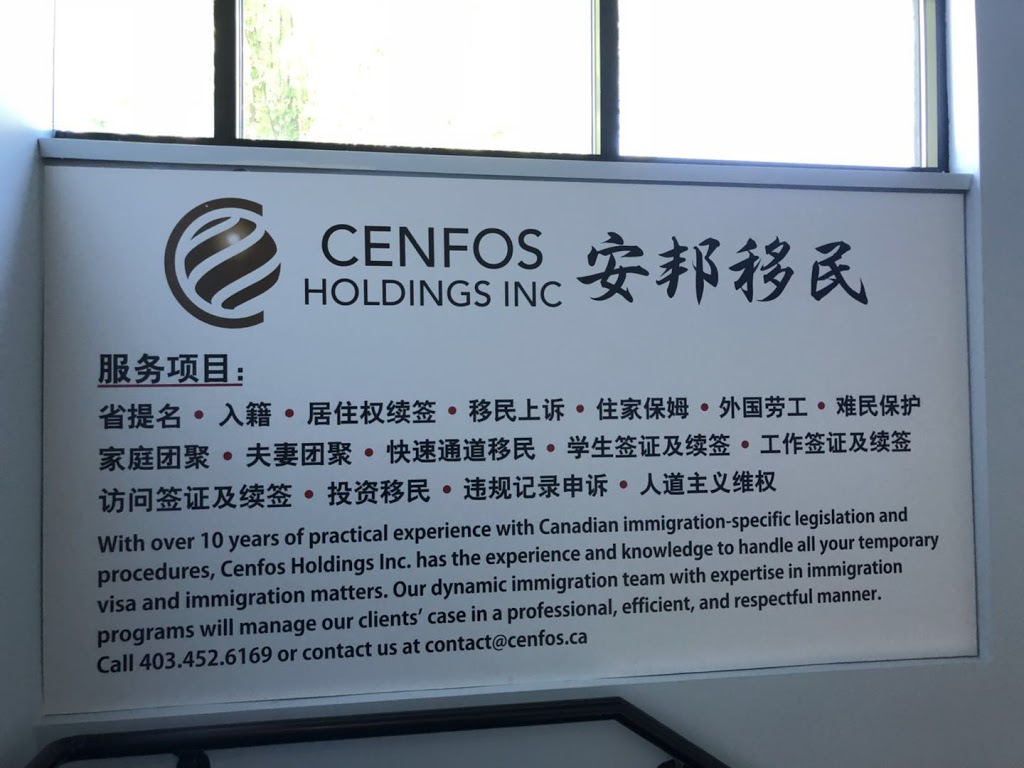 CENFOS
HOLDINGS INC
安邦移民
服务项目：
省提名 • 入籍 • 居住权续签 • 移民上诉 • 住家保姆 • 外国劳工 • 难民保护
家庭团聚 • 夫妻团聚 • 快速通道移民 • 学生签证及续签 • 工作签证及续签
访问签证及续签 • 投资移民 • 违规记录申诉 • 人道主义维权
With over 10 years of practical experience with Canadian immigration-specific legislation and
procedures, Cenfos Holdings Inc. has the experience and knowledge to handle all your temporary
visa and immigration matters. Our dynamic immigration team with expertise in immigration
programs will manage our clients’ case in a professional, efficient, and respectful manner.
Call 403.452.6169 or contact us at contact@cenfos.ca